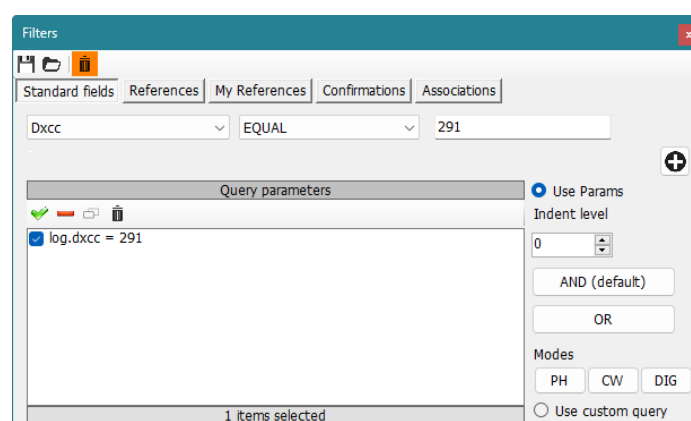 Filters
Standard fields References My References Confirmations Associations
Dxcc EQUAL 291
Query parameters
Use Params
Indent level
log.dxcc = 291
0
AND (default)
OR
Modes
PH CW DIG
1 items selected
Use custom query